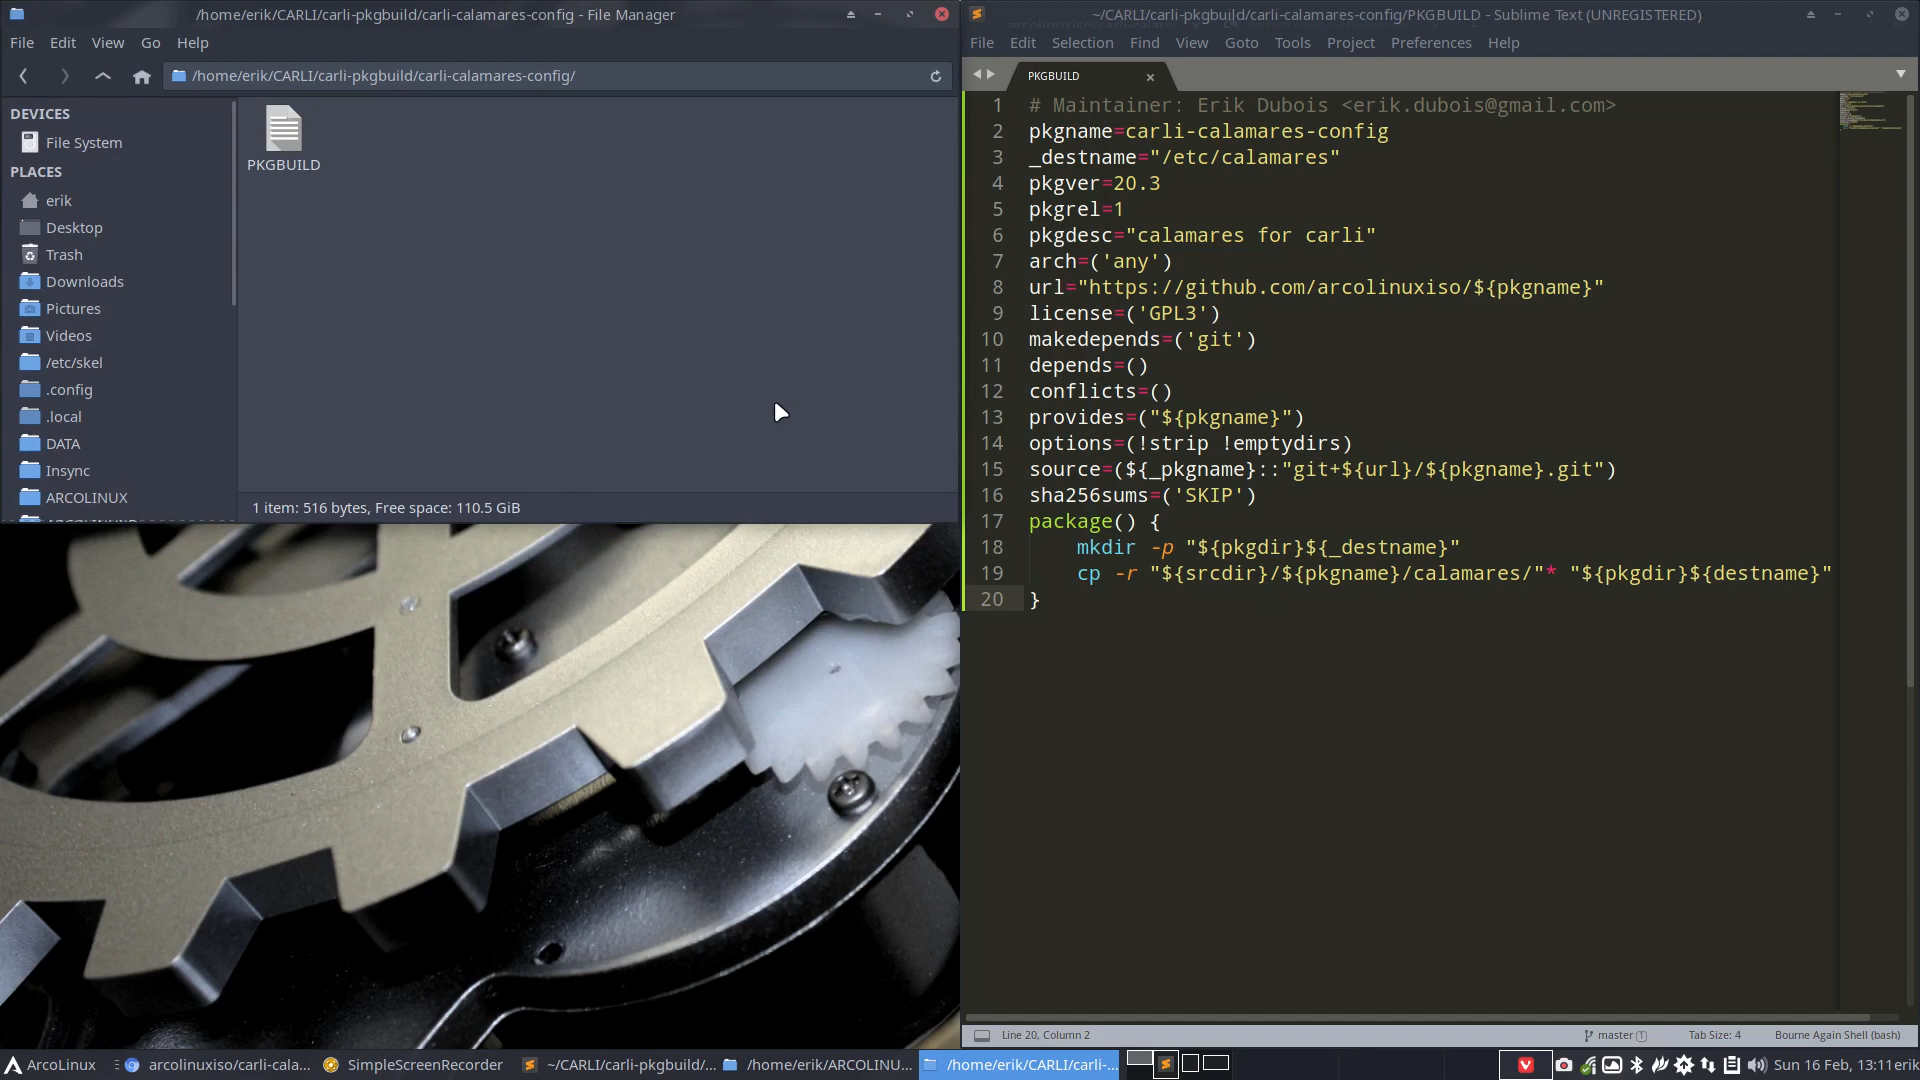 /home/erik/CARLI/carli-pkgbuild/carli-calamares-config - File Manager
File Edit View Go Help
/home/erik/CARLI/carli-pkgbuild/carli-calamares-config/
DEVICES
File System
PLACES
erik
Desktop
Trash
Downloads
Pictures
Videos
/etc/skel
.config
.local
DATA
Insync
ARCOLINUX
PKGBUILD
1 item: 516 bytes, Free space: 110.5 GiB
~/CARLI/carli-pkgbuild/carli-calamares-config/PKGBUILD - Sublime Text (UNREGISTERED)
File Edit Selection Find View Goto Tools Project Preferences Help
PKGBUILD
1 # Maintainer: Erik Dubois <erik.dubois@gmail.com>
2 pkgname=carli-calamares-config
3 _destname="/etc/calamares"
4 pkgver=20.3
5 pkgrel=1
6 pkgdesc="calamares for carli"
7 arch=('any')
8 url="https://github.com/arcolinuxiso/${pkgname}"
9 license=('GPL3')
10 makedepends=('git')
11 depends=()
12 conflicts=()
13 provides=("${pkgname}")
14 options=(!strip !emptydirs)
15 source=(${_pkgname}::"git+${url}/${pkgname}.git")
16 sha256sums=('SKIP')
17 package() {
18 mkdir -p "${pkgdir}${_destname}"
19 cp -r "${srcdir}/${pkgname}/calamares/"* "${pkgdir}${destname}"
20 }
Line 20, Column 2
master 1
Tab Size: 4
Bourne Again Shell (bash)
ArcoLinux
arcolinuxiso/carli-cala...
SimpleScreenRecorder
~/CARLI/carli-pkgbuild/...
/home/erik/ARCOLINU...
/home/erik/CARLI/carli-...
Sun 16 Feb, 13:11 erik